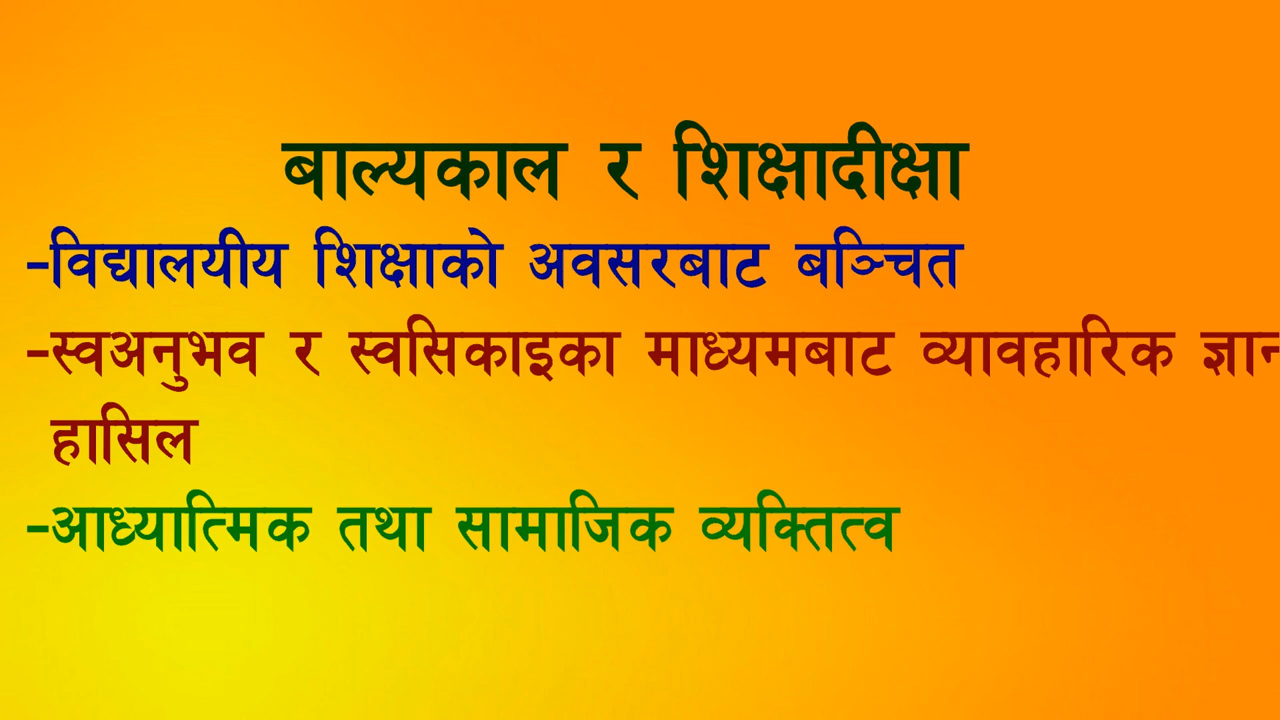 बाल्यकाल र शिक्षादीक्षा
-विद्यालयीय शिक्षाको अवसरबाट बञ्चित
-स्वअनुभव र स्वसिकाइका माध्यमबाट व्यावहारिक ज्ञान
हासिल
-आध्यात्मिक तथा सामाजिक व्यक्तित्व